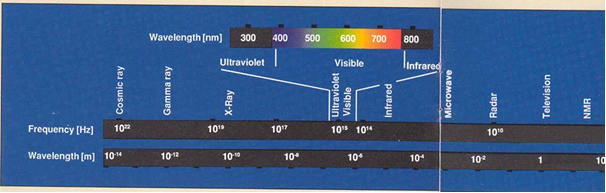 Wavelength [nm] 300 400 500 600 700 800
Ultraviolet Visible Infrared
Cosmic ray
Gamma ray
X-Ray
Ultraviolet
Visible
Infrared
Microwave
Radar
Television
NMR
Frequency [Hz] 10²² 10¹⁹ 10¹⁷ 10¹⁵ 10¹⁴ 10¹⁰
Wavelength [m] 10⁻¹⁴ 10⁻¹² 10⁻¹⁰ 10⁻⁸ 10⁻⁶ 10⁻⁴ 10⁻² 1 10